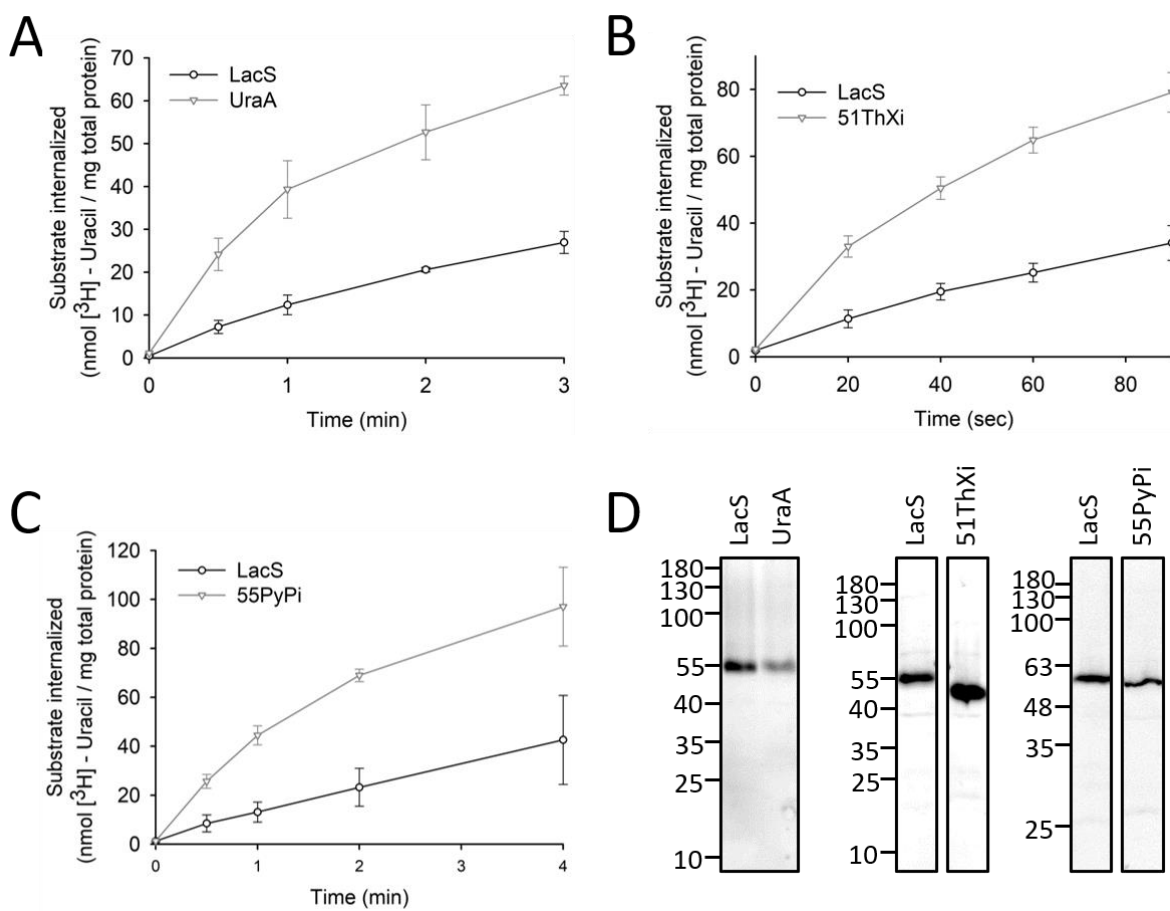 A
Substrate internalized
(nmol [³H] - Uracil / mg total protein)
70
60
50
40
30
20
10
0
LacS
UraA
0 1 2 3
Time (min)
B
Substrate internalized
(nmol [³H] - Uracil / mg total protein)
80
60
40
20
0
LacS
51ThXi
0 20 40 60 80
Time (sec)
C
Substrate internalized
(nmol [³H] - Uracil / mg total protein)
120
100
80
60
40
20
0
LacS
55PyPi
0 1 2 3 4
Time (min)
D
LacS
UraA
180
130
100
55
40
35
25
10
LacS
51ThXi
180
130
100
55
40
35
25
10
LacS
55PyPi
180
130
100
63
48
35
25